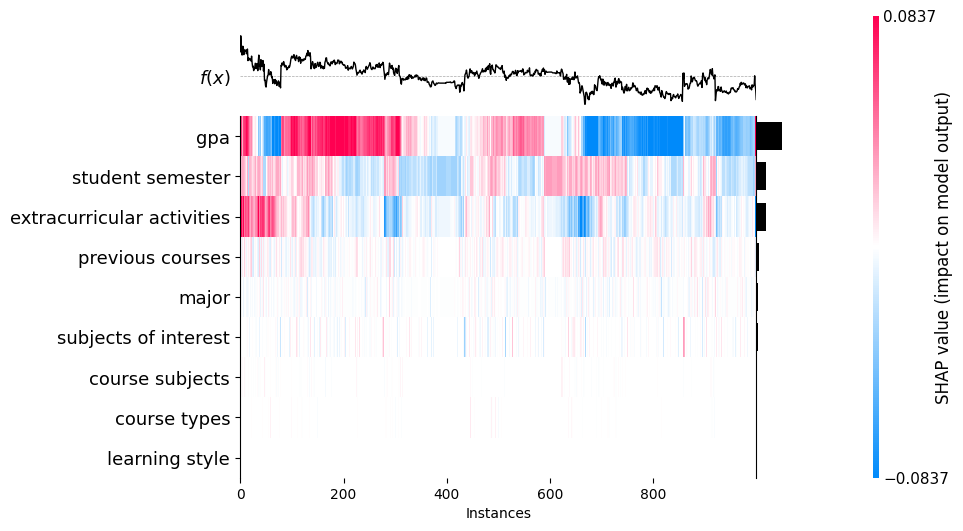 0.0837
f(x)
gpa
student semester
extracurricular activities
previous courses
major
subjects of interest
course subjects
course types
learning style
0 200 400 600 800
Instances
SHAP value (impact on model output)
−0.0837